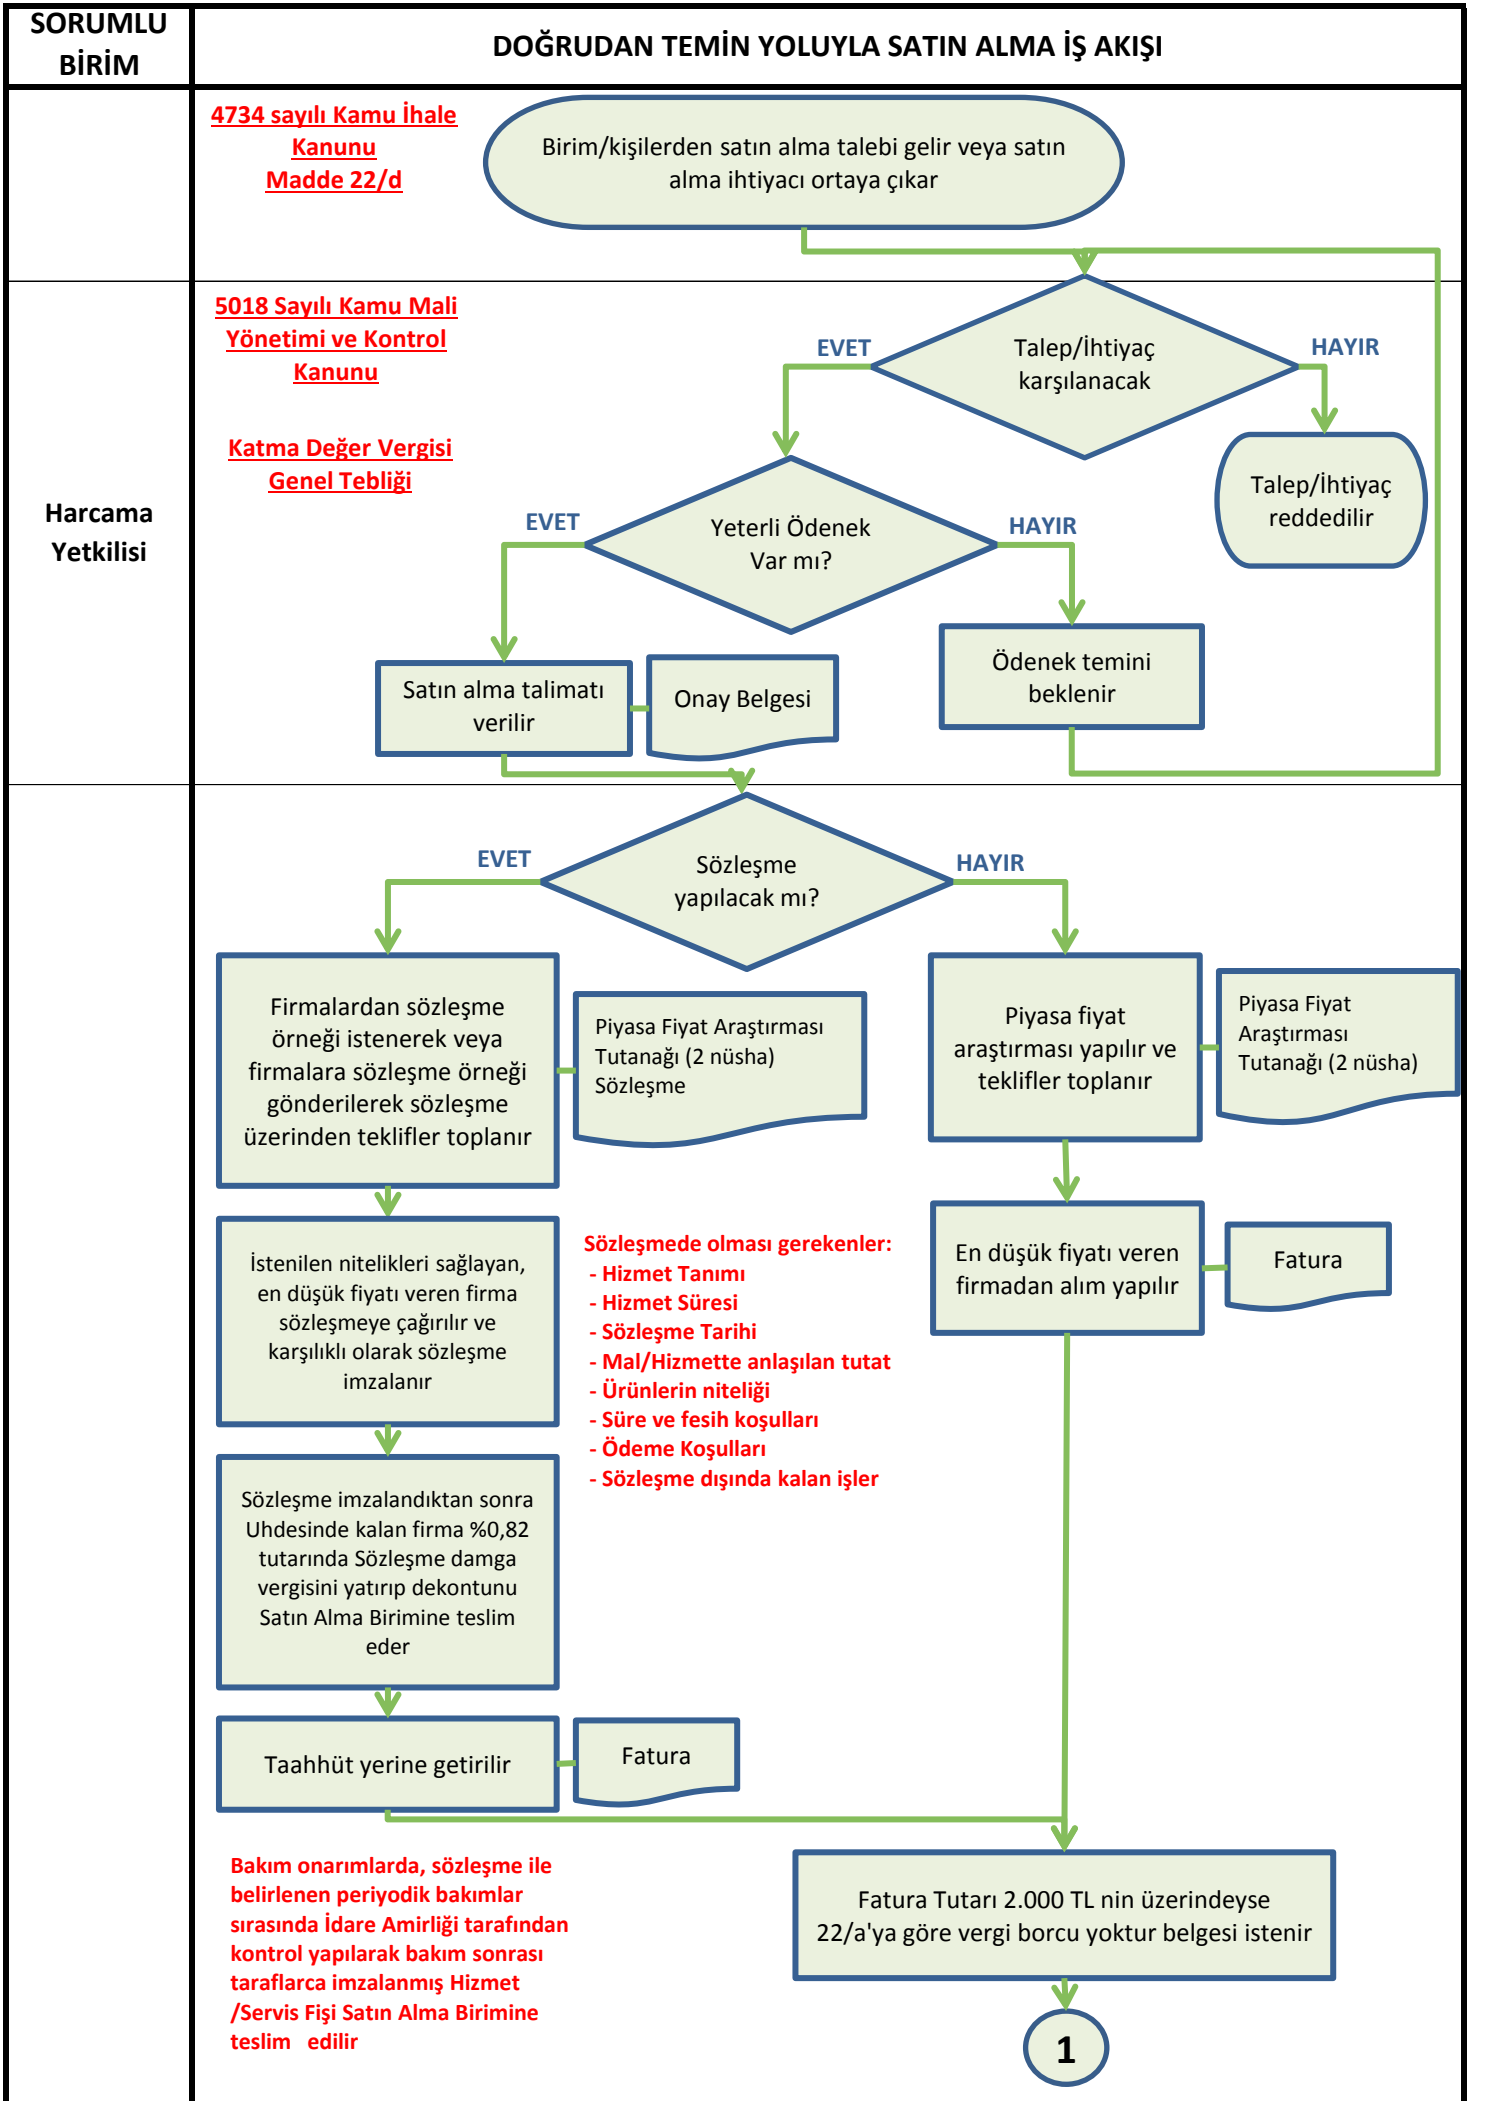 SORUMLU
BİRİM
DOĞRUDAN TEMİN YOLUYLA SATIN ALMA İŞ AKIŞI
4734 sayılı Kamu İhale
Kanunu
Madde 22/d
Birim/kişilerden satın alma talebi gelir veya satın
alma ihtiyacı ortaya çıkar
5018 Sayılı Kamu Mali
Yönetimi ve Kontrol
Kanunu
Katma Değer Vergisi
Genel Tebliği
Harcama
Yetkilisi
EVET
Talep/İhtiyaç
karşılanacak
HAYIR
Talep/İhtiyaç
reddedilir
EVET
Yeterli Ödenek
Var mı?
HAYIR
Satın alma talimatı
verilir
Onay Belgesi
Ödenek temini
beklenir
EVET
Sözleşme
yapılacak mı?
HAYIR
Firmalardan sözleşme
örneği istenerek veya
firmalara sözleşme örneği
gönderilerek sözleşme
üzerinden teklifler toplanır
Piyasa Fiyat Araştırması
Tutanağı (2 nüsha)
Sözleşme
Piyasa fiyat
araştırması yapılır ve
teklifler toplanır
Piyasa Fiyat
Araştırması
Tutanağı (2 nüsha)
İstenilen nitelikleri sağlayan,
en düşük fiyatı veren firma
sözleşmeye çağırılır ve
karşılıklı olarak sözleşme
imzalanır
Sözleşmede olması gerekenler:
- Hizmet Tanımı
- Hizmet Süresi
- Sözleşme Tarihi
- Mal/Hizmette anlaşılan tutat
- Ürünlerin niteliği
- Süre ve fesih koşulları
- Ödeme Koşulları
- Sözleşme dışında kalan işler
En düşük fiyatı veren
firmadan alım yapılır
Fatura
Sözleşme imzalandıktan sonra
Uhdesinde kalan firma %0,82
tutarında Sözleşme damga
vergisini yatırıp dekontunu
Satın Alma Birimine teslim
eder
Taahhüt yerine getirilir
Fatura
Bakım onarımlarda, sözleşme ile
belirlenen periyodik bakımlar
sırasında İdare Amirliği tarafından
kontrol yapılarak bakım sonrası
taraflarca imzalanmış Hizmet
/Servis Fişi Satın Alma Birimine
teslim edilir
Fatura Tutarı 2.000 TL nin üzerindeyse
22/a'ya göre vergi borcu yoktur belgesi istenir
1